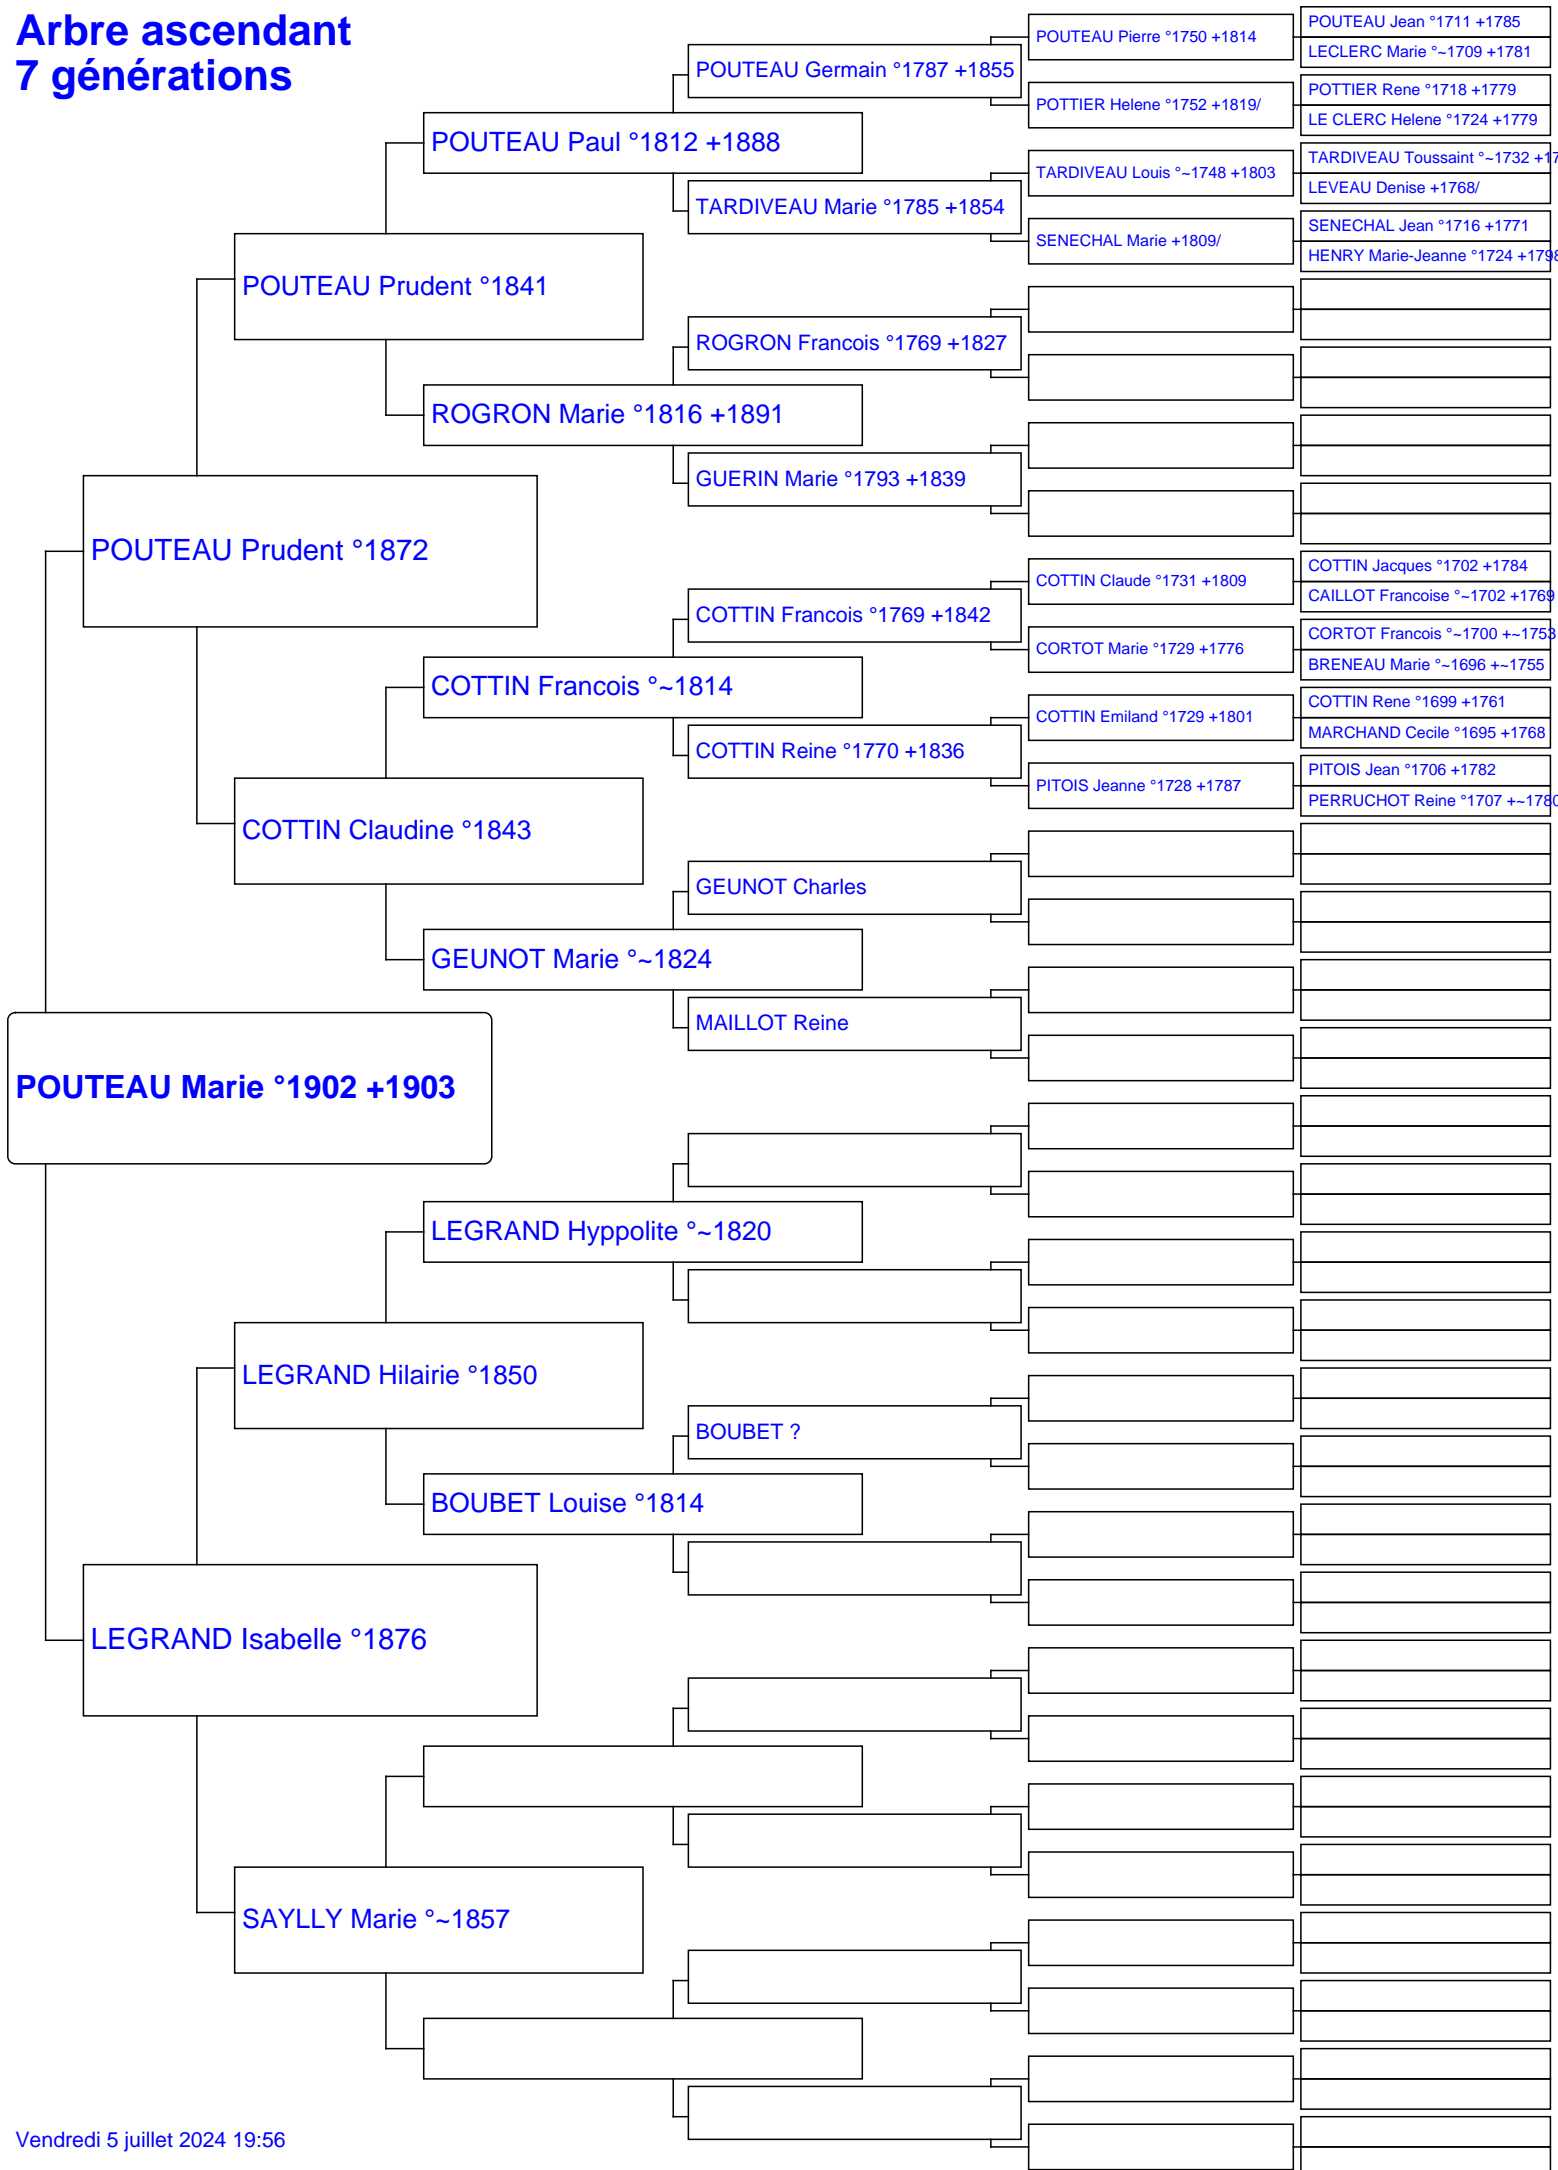 Arbre ascendant
7 générations
POUTEAU Marie °1902 +1903
POUTEAU Prudent °1872
LEGRAND Isabelle °1876
POUTEAU Prudent °1841
COTTIN Claudine °1843
LEGRAND Hilairie °1850
SAYLLY Marie °~1857
POUTEAU Paul °1812 +1888
ROGRON Marie °1816 +1891
COTTIN Francois °~1814
GEUNOT Marie °~1824
LEGRAND Hyppolite °~1820
BOUBET Louise °1814
POUTEAU Germain °1787 +1855
TARDIVEAU Marie °1785 +1854
ROGRON Francois °1769 +1827
GUERIN Marie °1793 +1839
COTTIN Francois °1769 +1842
COTTIN Reine °1770 +1836
GEUNOT Charles
MAILLOT Reine
BOUBET ?
POUTEAU Pierre °1750 +1814
POTTIER Helene °1752 +1819/
TARDIVEAU Louis °~1748 +1803
SENECHAL Marie +1809/
COTTIN Claude °1731 +1809
CORTOT Marie °1729 +1776
COTTIN Emiland °1729 +1801
PITOIS Jeanne °1728 +1787
POUTEAU Jean °1711 +1785
LECLERC Marie °~1709 +1781
POTTIER Rene °1718 +1779
LE CLERC Helene °1724 +1779
TARDIVEAU Toussaint °~1732 +17
LEVEAU Denise +1768/
SENECHAL Jean °1716 +1771
HENRY Marie-Jeanne °1724 +1798
COTTIN Jacques °1702 +1784
CAILLOT Francoise °~1702 +1769
CORTOT Francois °~1700 +~1753
BRENEAU Marie °~1696 +~1755
COTTIN Rene °1699 +1761
MARCHAND Cecile °1695 +1768
PITOIS Jean °1706 +1782
PERRUCHOT Reine °1707 +~1780
Vendredi 5 juillet 2024 19:56